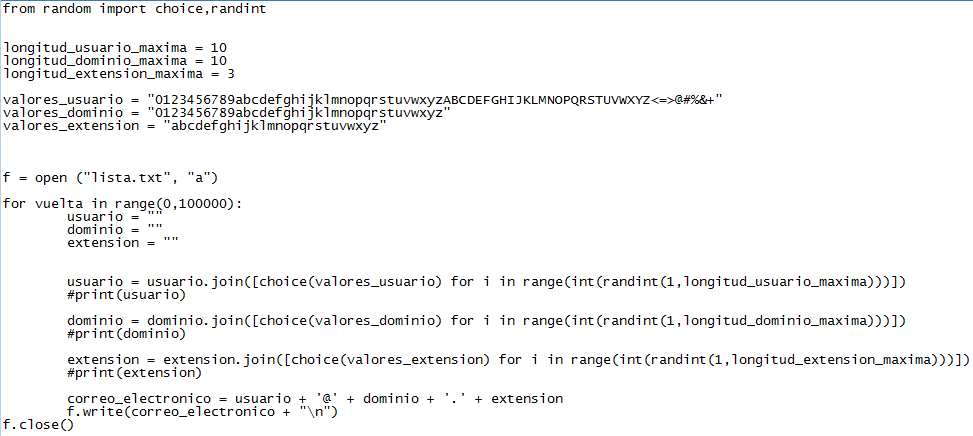 from random import choice,randint
longitud_usuario_maxima = 10
longitud_dominio_maxima = 10
longitud_extension_maxima = 3
valores_usuario = "0123456789abcdefghijklmnopqrstuvwxyzABCDEFGHIJKLMNOPQRSTUVWXYZ<=>@#%&+"
valores_dominio = "0123456789abcdefghijklmnopqrstuvwxyz"
valores_extension = "abcdefghijklmnopqrstuvwxyz"
f = open ("lista.txt", "a")
for vuelta in range(0,100000):
        usuario = ""
        dominio = ""
        extension = ""
        usuario = usuario.join([choice(valores_usuario) for i in range(int(randint(1,longitud_usuario_maxima)))])
        #print(usuario)
        dominio = dominio.join([choice(valores_dominio) for i in range(int(randint(1,longitud_dominio_maxima)))])
        #print(dominio)
        extension = extension.join([choice(valores_extension) for i in range(int(randint(1,longitud_extension_maxima)))])
        #print(extension)
        correo_electronico = usuario + '@' + dominio + '.' + extension
        f.write(correo_electronico + "\n")
f.close()